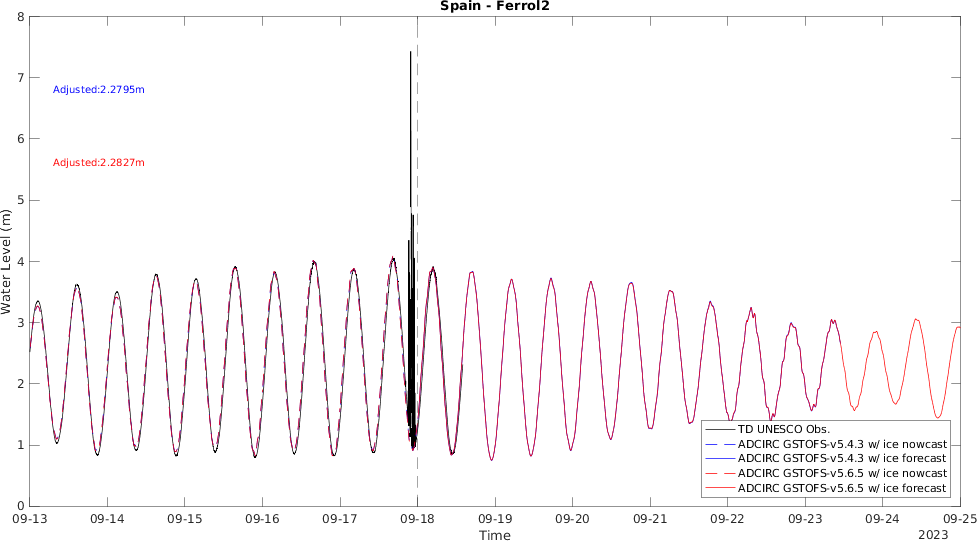 Spain - Ferrol2
8
7
6
5
4
3
2
1
0
Water Level (m)
Adjusted:2.2795m
Adjusted:2.2827m
TD UNESCO Obs.
ADCIRC GSTOFS-v5.4.3 w/ ice nowcast
ADCIRC GSTOFS-v5.4.3 w/ ice forecast
ADCIRC GSTOFS-v5.6.5 w/ ice nowcast
ADCIRC GSTOFS-v5.6.5 w/ ice forecast
09-13 09-14 09-15 09-16 09-17 09-18 09-19 09-20 09-21 09-22 09-23 09-24 09-25
Time
2023